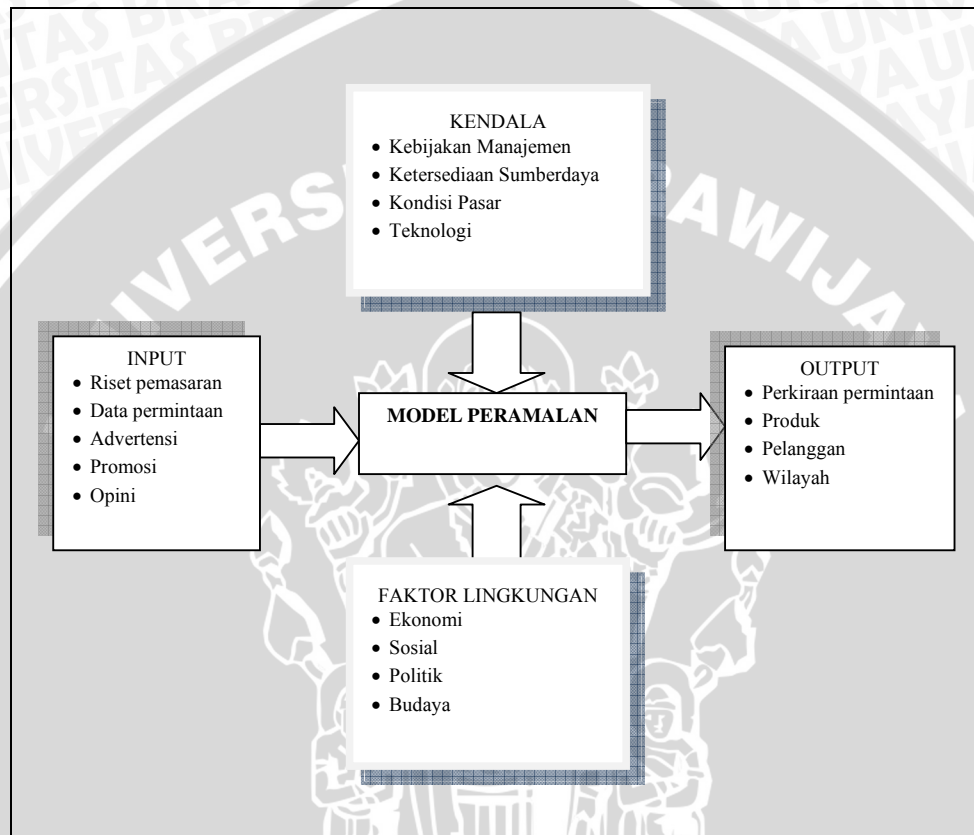 KENDALA
• Kebijakan Manajemen
• Ketersediaan Sumberdaya
• Kondisi Pasar
• Teknologi
INPUT
• Riset pemasaran
• Data permintaan
• Advertensi
• Promosi
• Opini
MODEL PERAMALAN
OUTPUT
• Perkiraan permintaan
• Produk
• Pelanggan
• Wilayah
FAKTOR LINGKUNGAN
• Ekonomi
• Sosial
• Politik
• Budaya